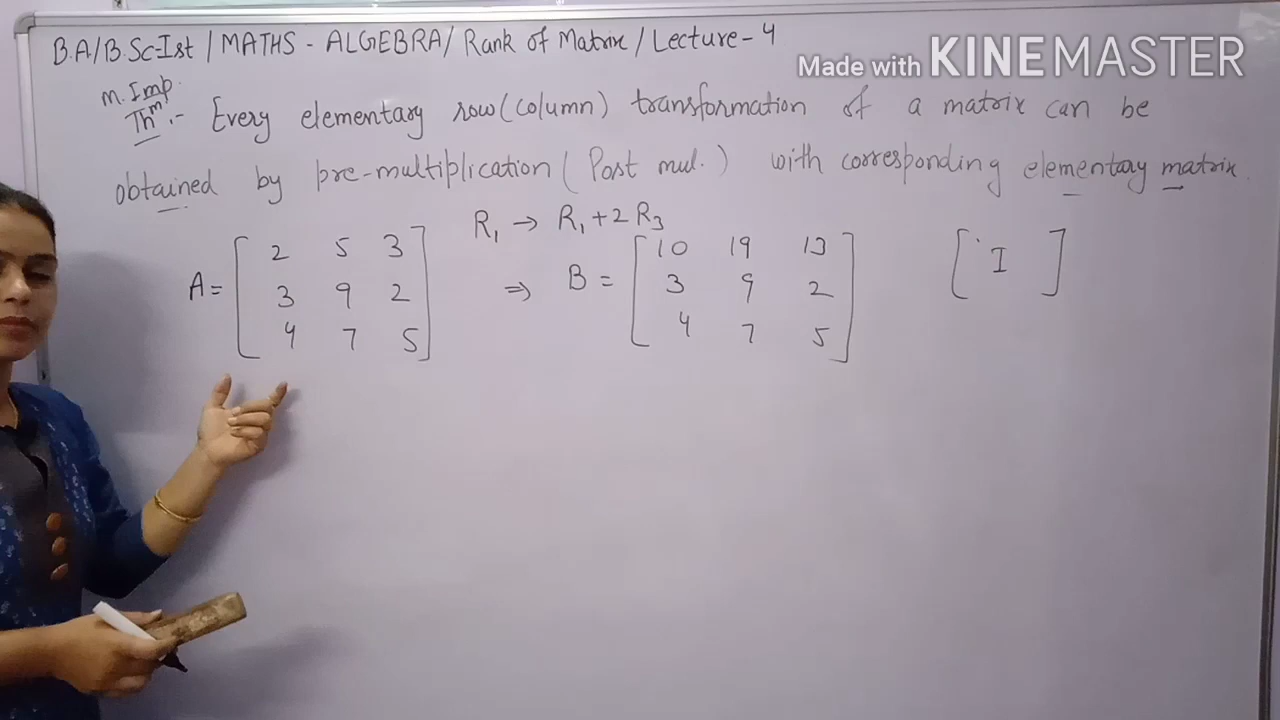 B.A/B.Sc-Ist / MATHS - ALGEBRA / Rank of Matrix / Lecture - 4
Made with KINEMASTER
m. Imp.
Thm :- Every elementary row (column) transformation of a matrix can be
obtained by pre-multiplication (Post mul.) with corresponding elementary matrix.
R1 → R1 + 2 R3
A = [ 2 5 3
3 9 2
4 7 5 ]
⇒ B = [ 10 19 13
3 9 2
4 7 5 ]
[ I ]